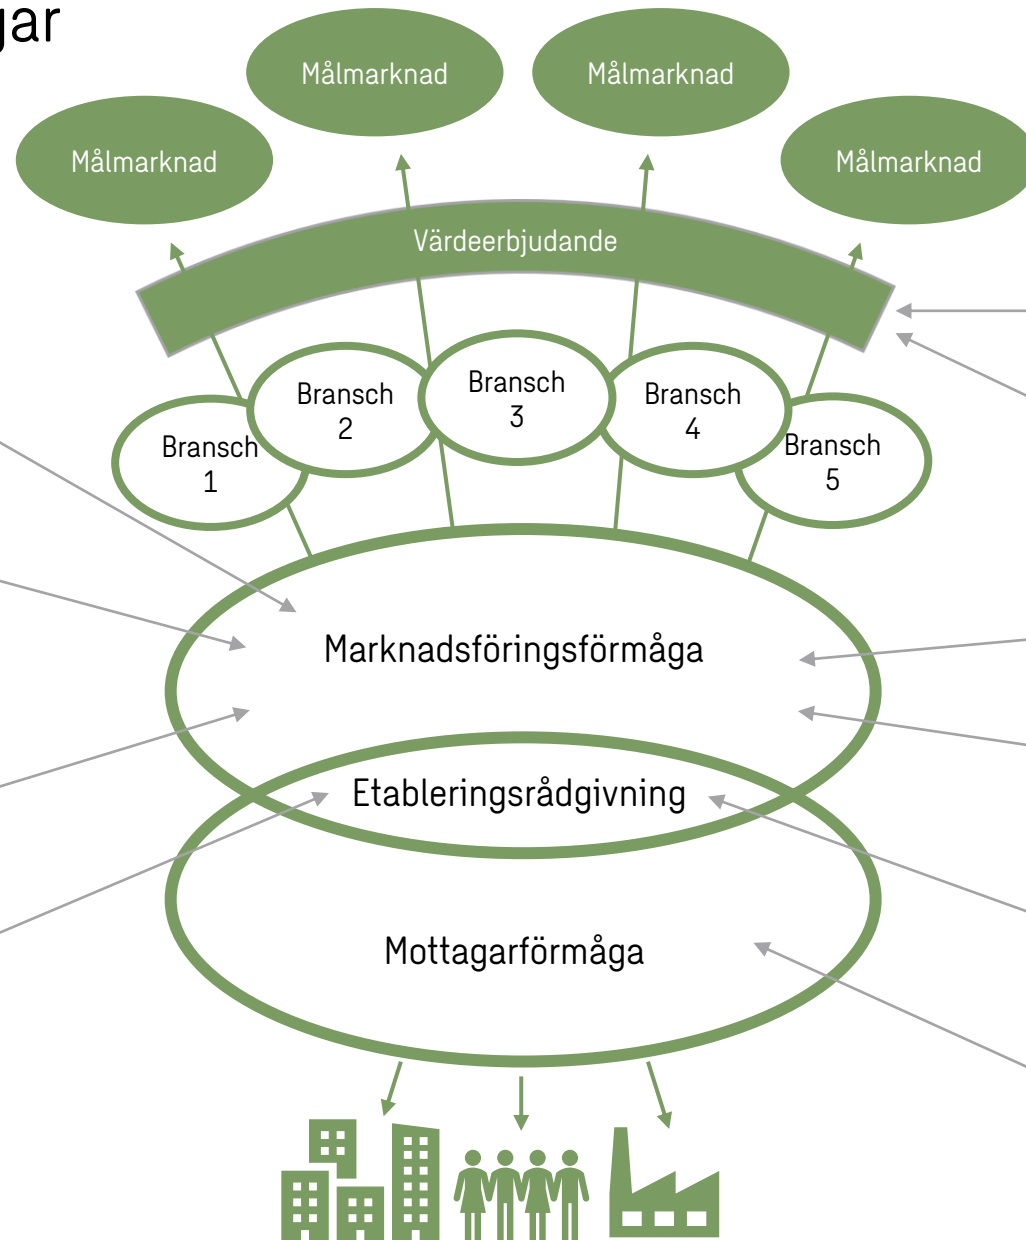 gar
Målmarknad
Målmarknad
Målmarknad
Målmarknad
Värdeerbjudande
Bransch
1
Bransch
2
Bransch
3
Bransch
4
Bransch
5
Marknadsföringsförmåga
Etableringsrådgivning
Mottagarförmåga